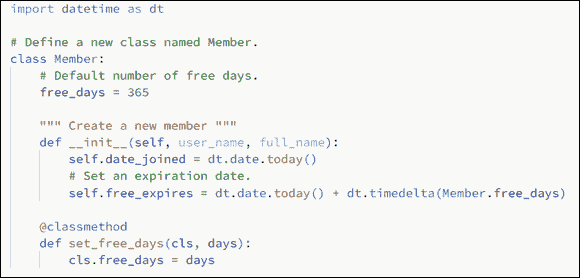 import datetime as dt
# Define a new class named Member.
class Member:
    # Default number of free days.
    free_days = 365
    """ Create a new member """
    def __init__(self, user_name, full_name):
        self.date_joined = dt.date.today()
        # Set an expiration date.
        self.free_expires = dt.date.today() + dt.timedelta(Member.free_days)
    @classmethod
    def set_free_days(cls, days):
        cls.free_days = days